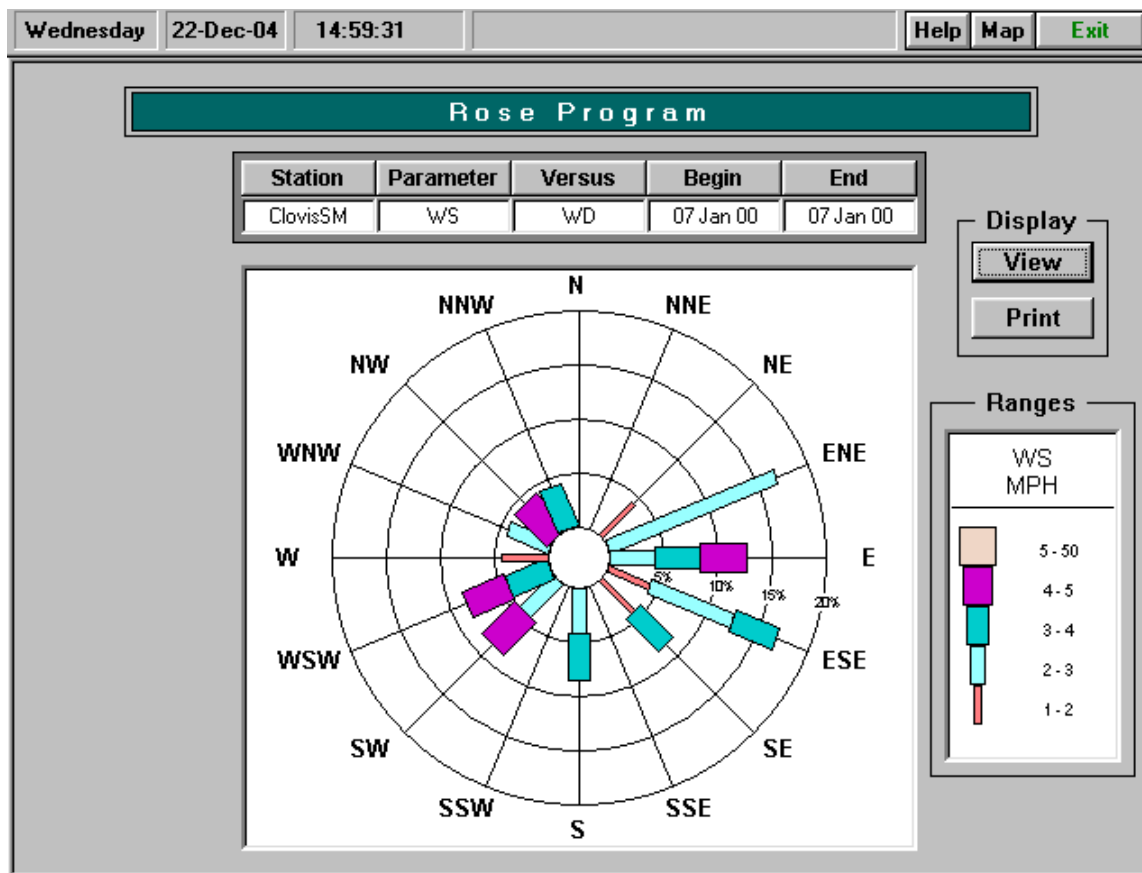 Wednesday 22-Dec-04 14:59:31 Help Map Exit
Rose Program
Station Parameter Versus Begin End
ClovisSM WS WD 07 Jan 00 07 Jan 00
Display
View
Print
N
NNW NNE
NW NE
WNW ENE
W E
5% 10% 15% 20%
WSW ESE
SW SE
SSW SSE
S
Ranges
WS
MPH
5 - 50
4 - 5
3 - 4
2 - 3
1 - 2